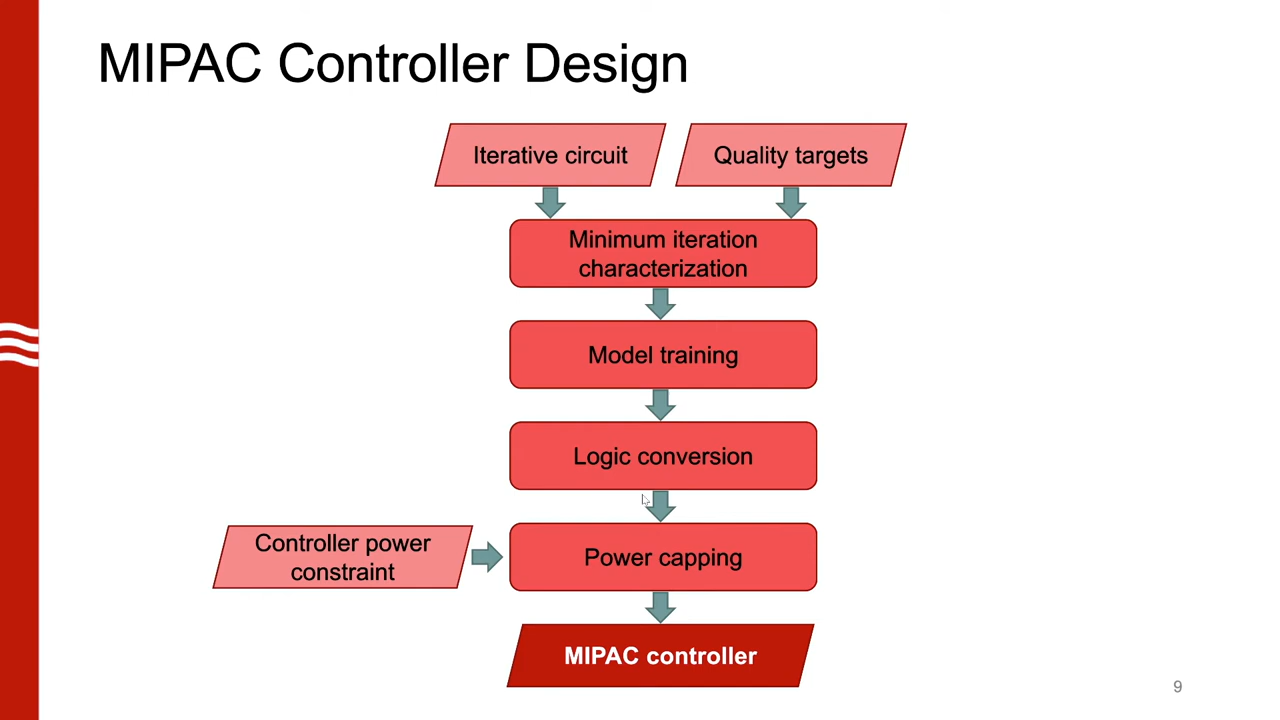 MIPAC Controller Design
Iterative circuit
Quality targets
Minimum iteration
characterization
Model training
Logic conversion
Controller power
constraint
Power capping
MIPAC controller
9